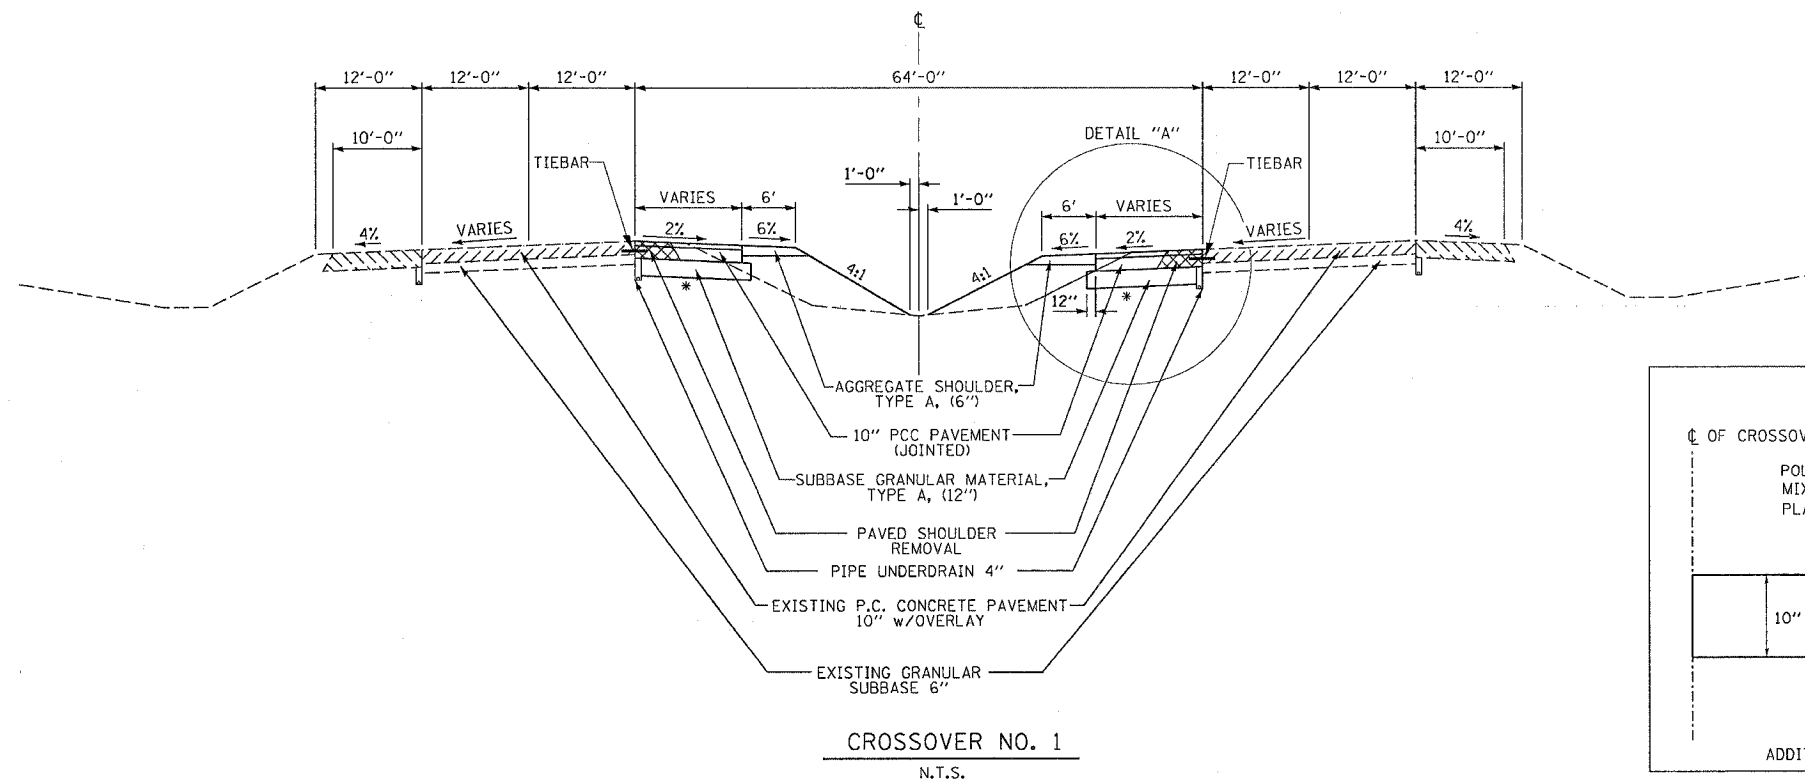 ℄
12'-0" 12'-0" 12'-0" 64'-0" 12'-0" 12'-0" 12'-0"
10'-0" DETAIL "A" 10'-0"
TIEBAR TIEBAR
1'-0"
1'-0"
VARIES 6' 6' VARIES
4% VARIES 2% 6% 6% 2% VARIES 4%
4:1 4:1
* 12" *
AGGREGATE SHOULDER,
TYPE A, (6")
10" PCC PAVEMENT
(JOINTED)
SUBBASE GRANULAR MATERIAL,
TYPE A, (12")
PAVED SHOULDER
REMOVAL
PIPE UNDERDRAIN 4"
EXISTING P.C. CONCRETE PAVEMENT
10" w/OVERLAY
EXISTING GRANULAR
SUBBASE 6"
CROSSOVER NO. 1
N.T.S.
℄ OF CROSSOV
POL
MIX
PLA
10"
ADDIT